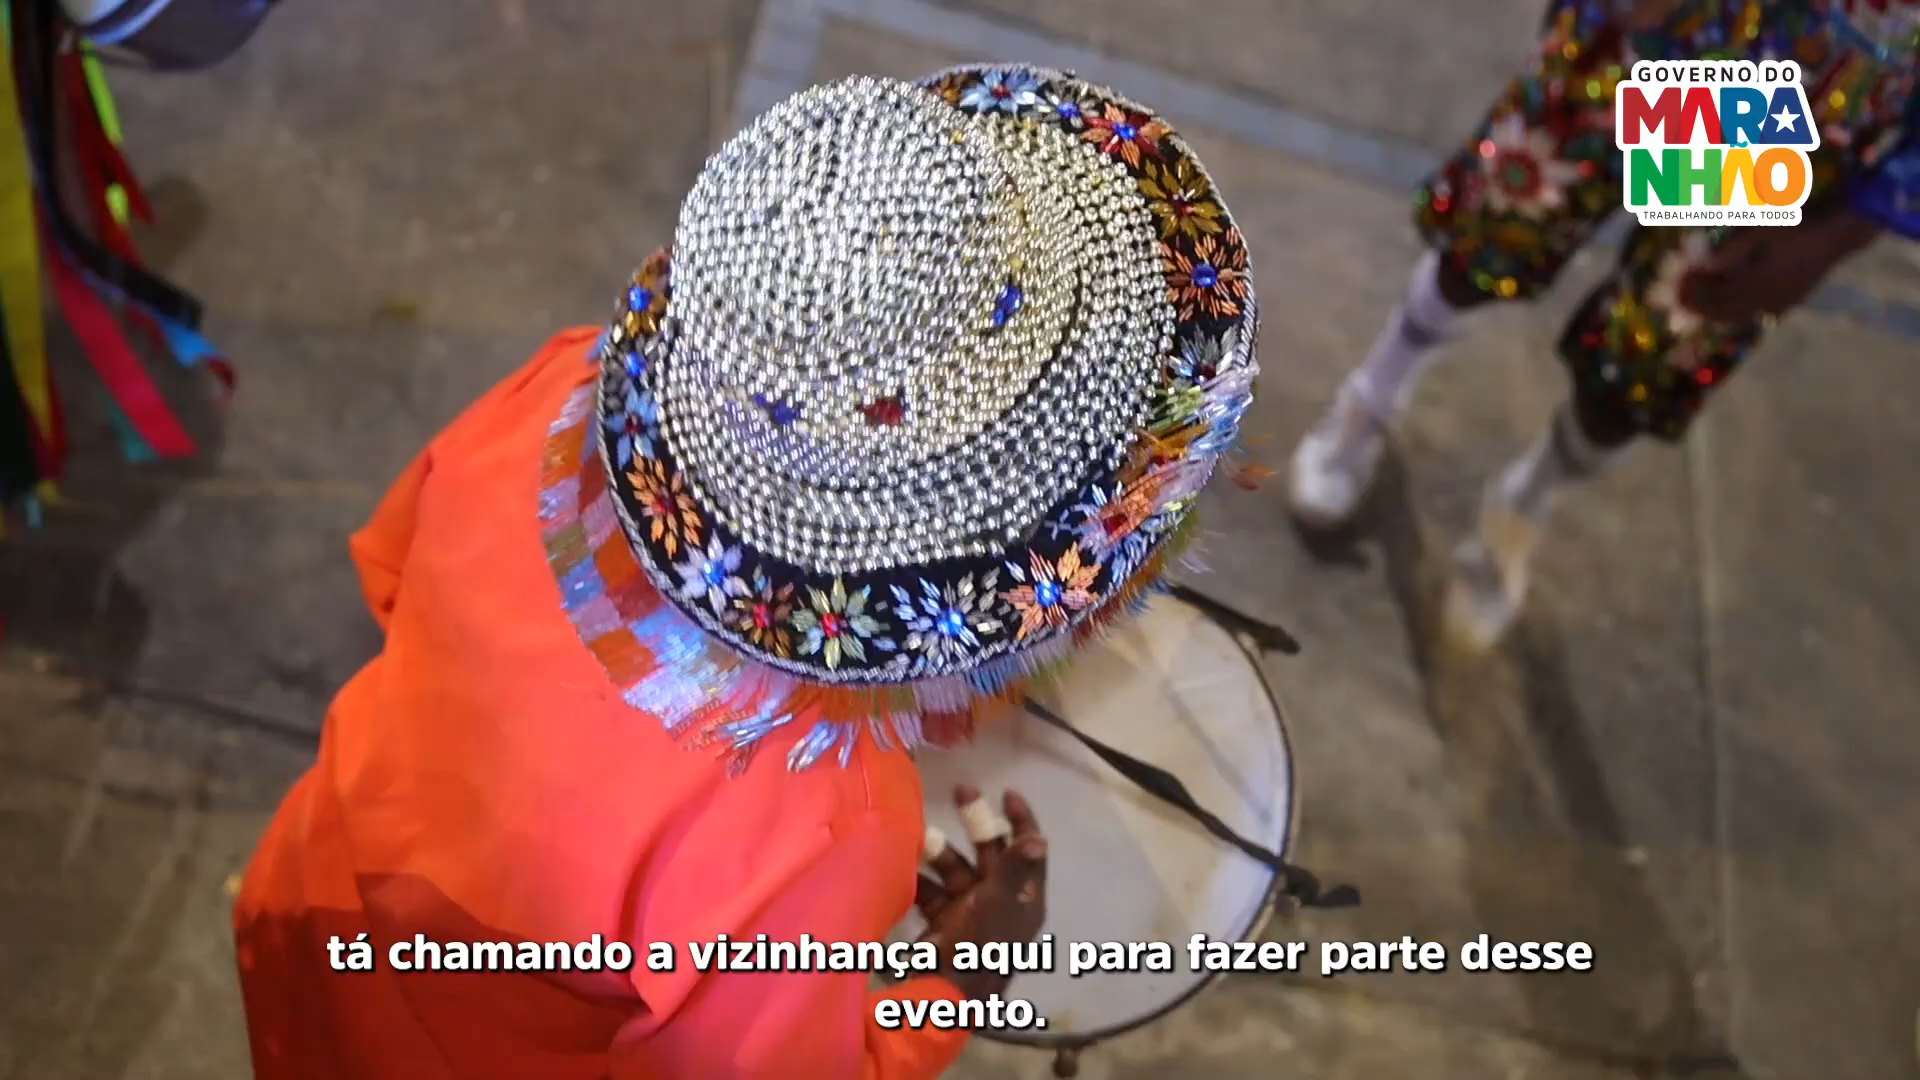 GOVERNO DO
MARA
NHÃO
TRABALHANDO PARA TODOS
tá chamando a vizinhança aqui para fazer parte desse
evento.